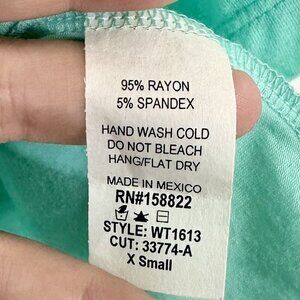 95% RAYON
5% SPANDEX
HAND WASH COLD
DO NOT BLEACH
HANG/FLAT DRY
MADE IN MEXICO
RN#158822
STYLE: WT1613
CUT: 33774-A
X Small